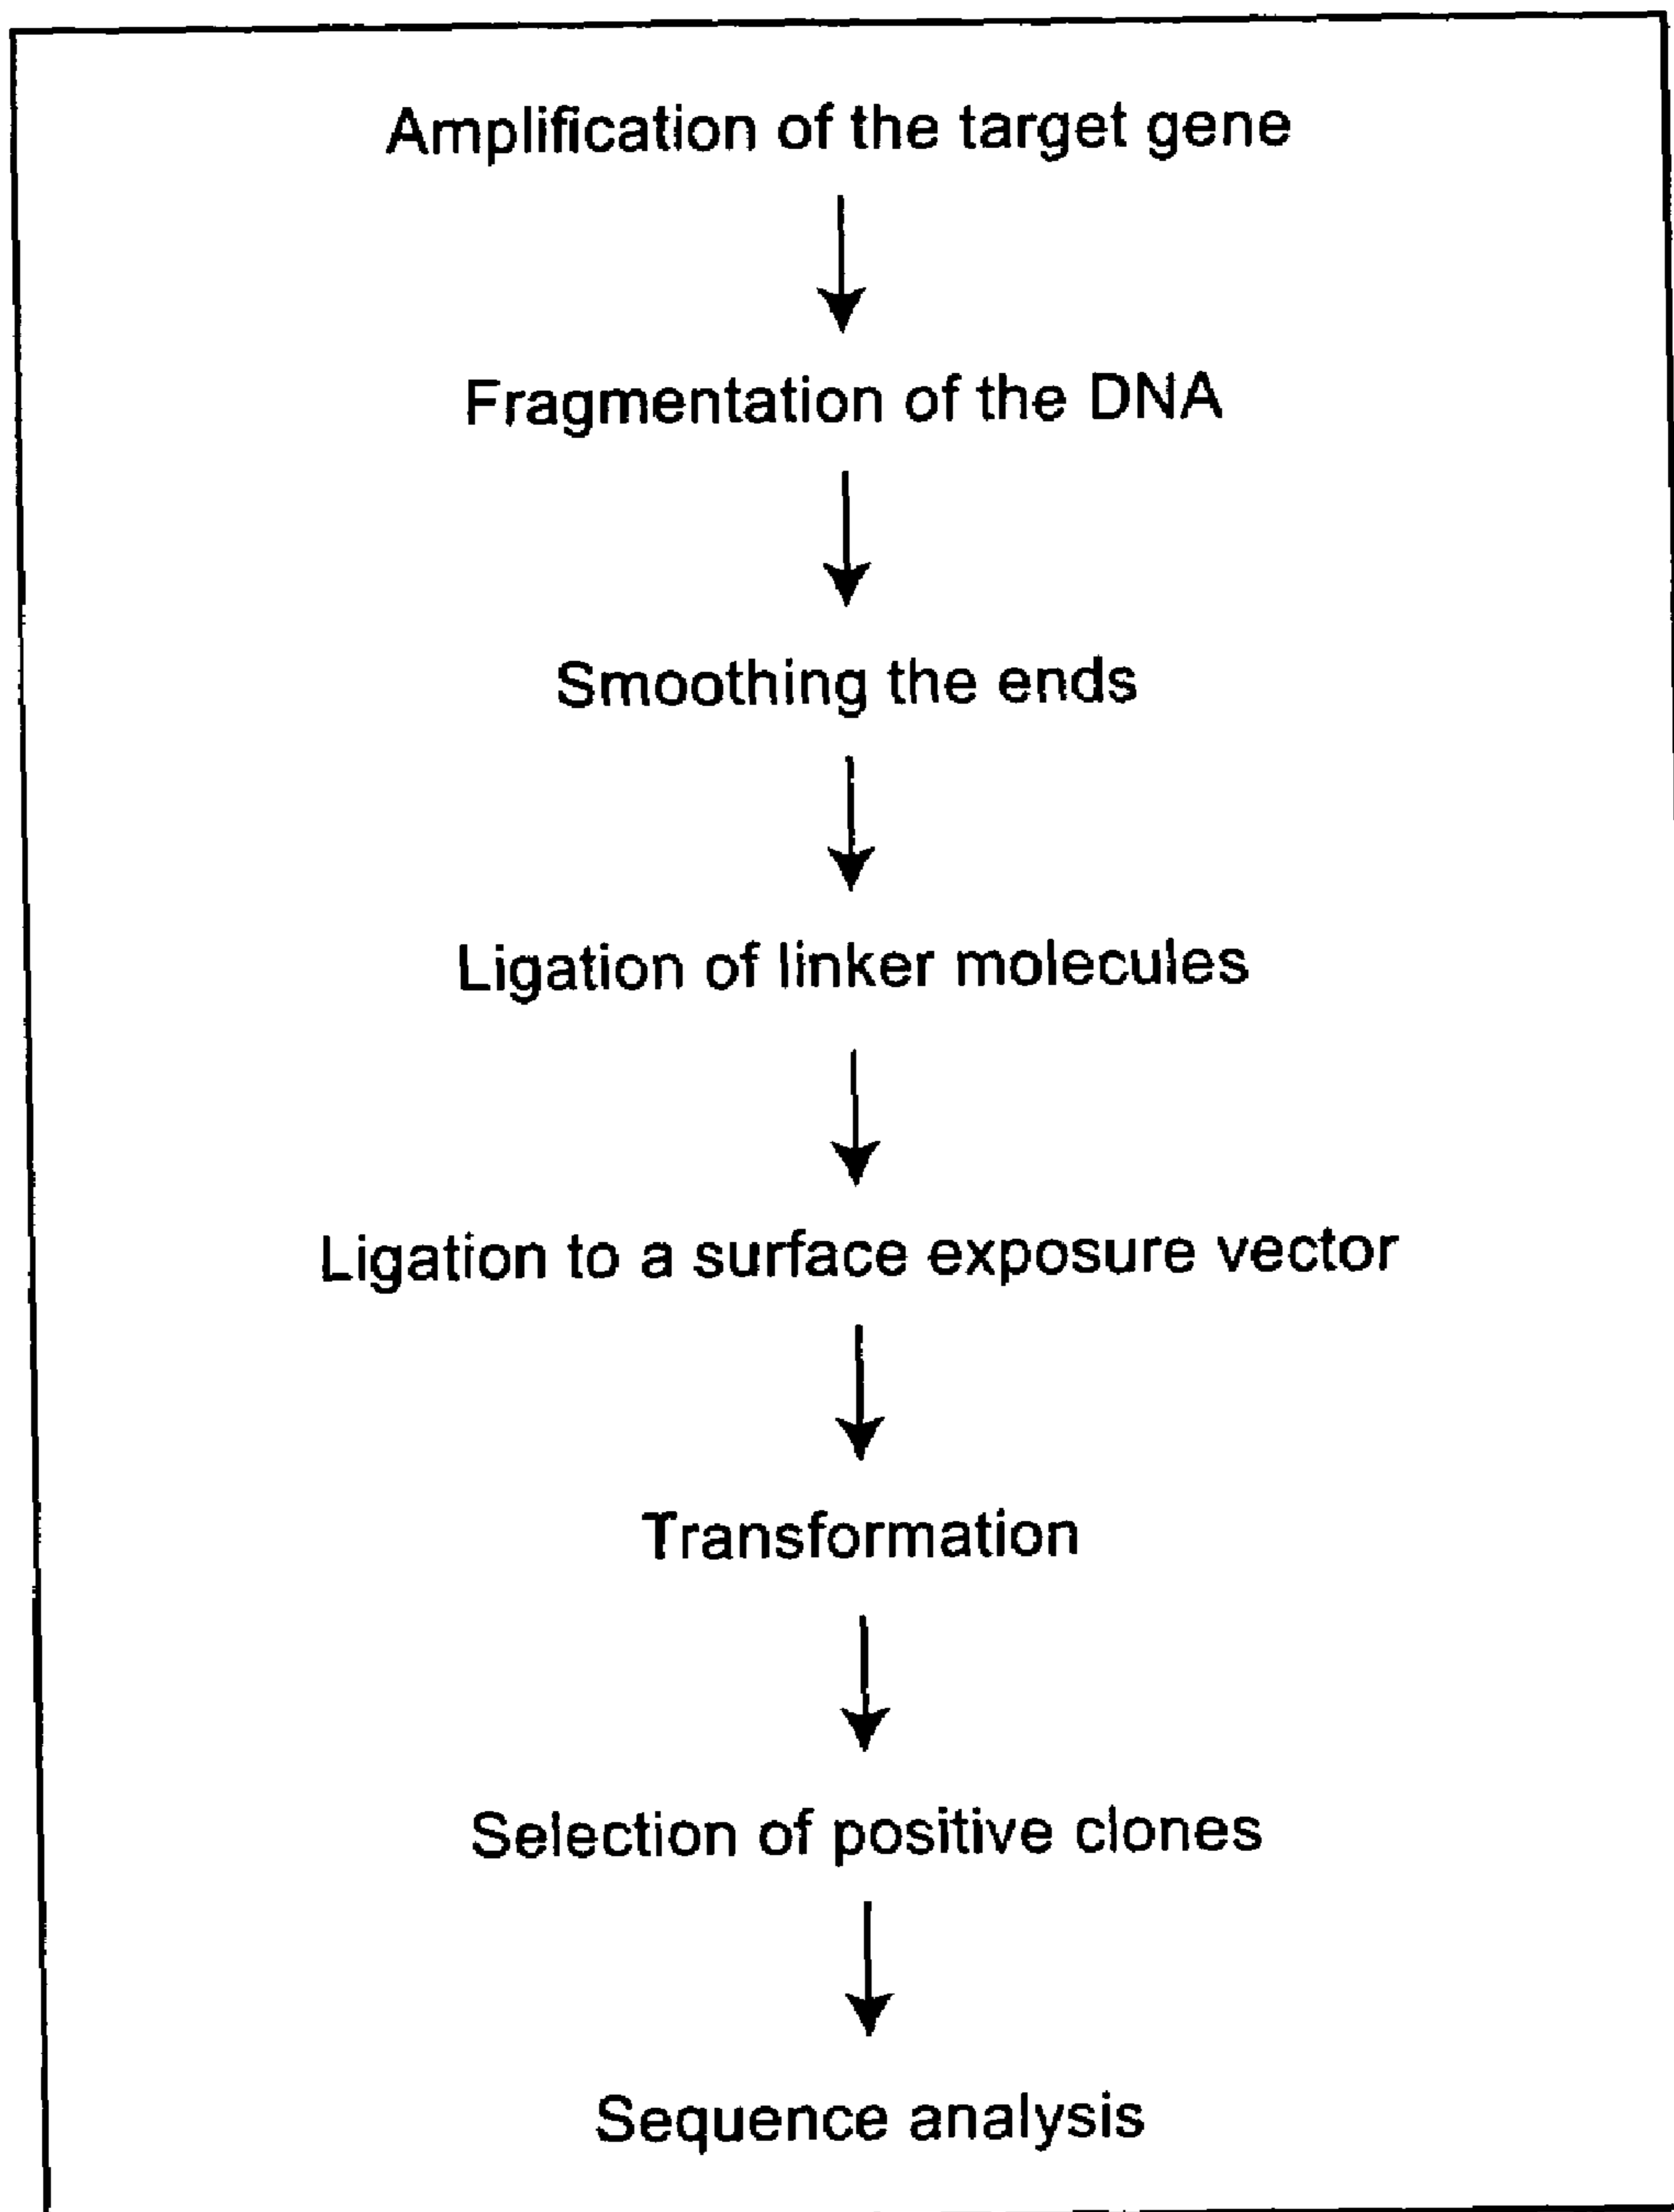 Amplification of the target gene
Fragmentation of the DNA
Smoothing the ends
Ligation of linker molecules
Ligation to a surface exposure vector
Transformation
Selection of positive clones
Sequence analysis